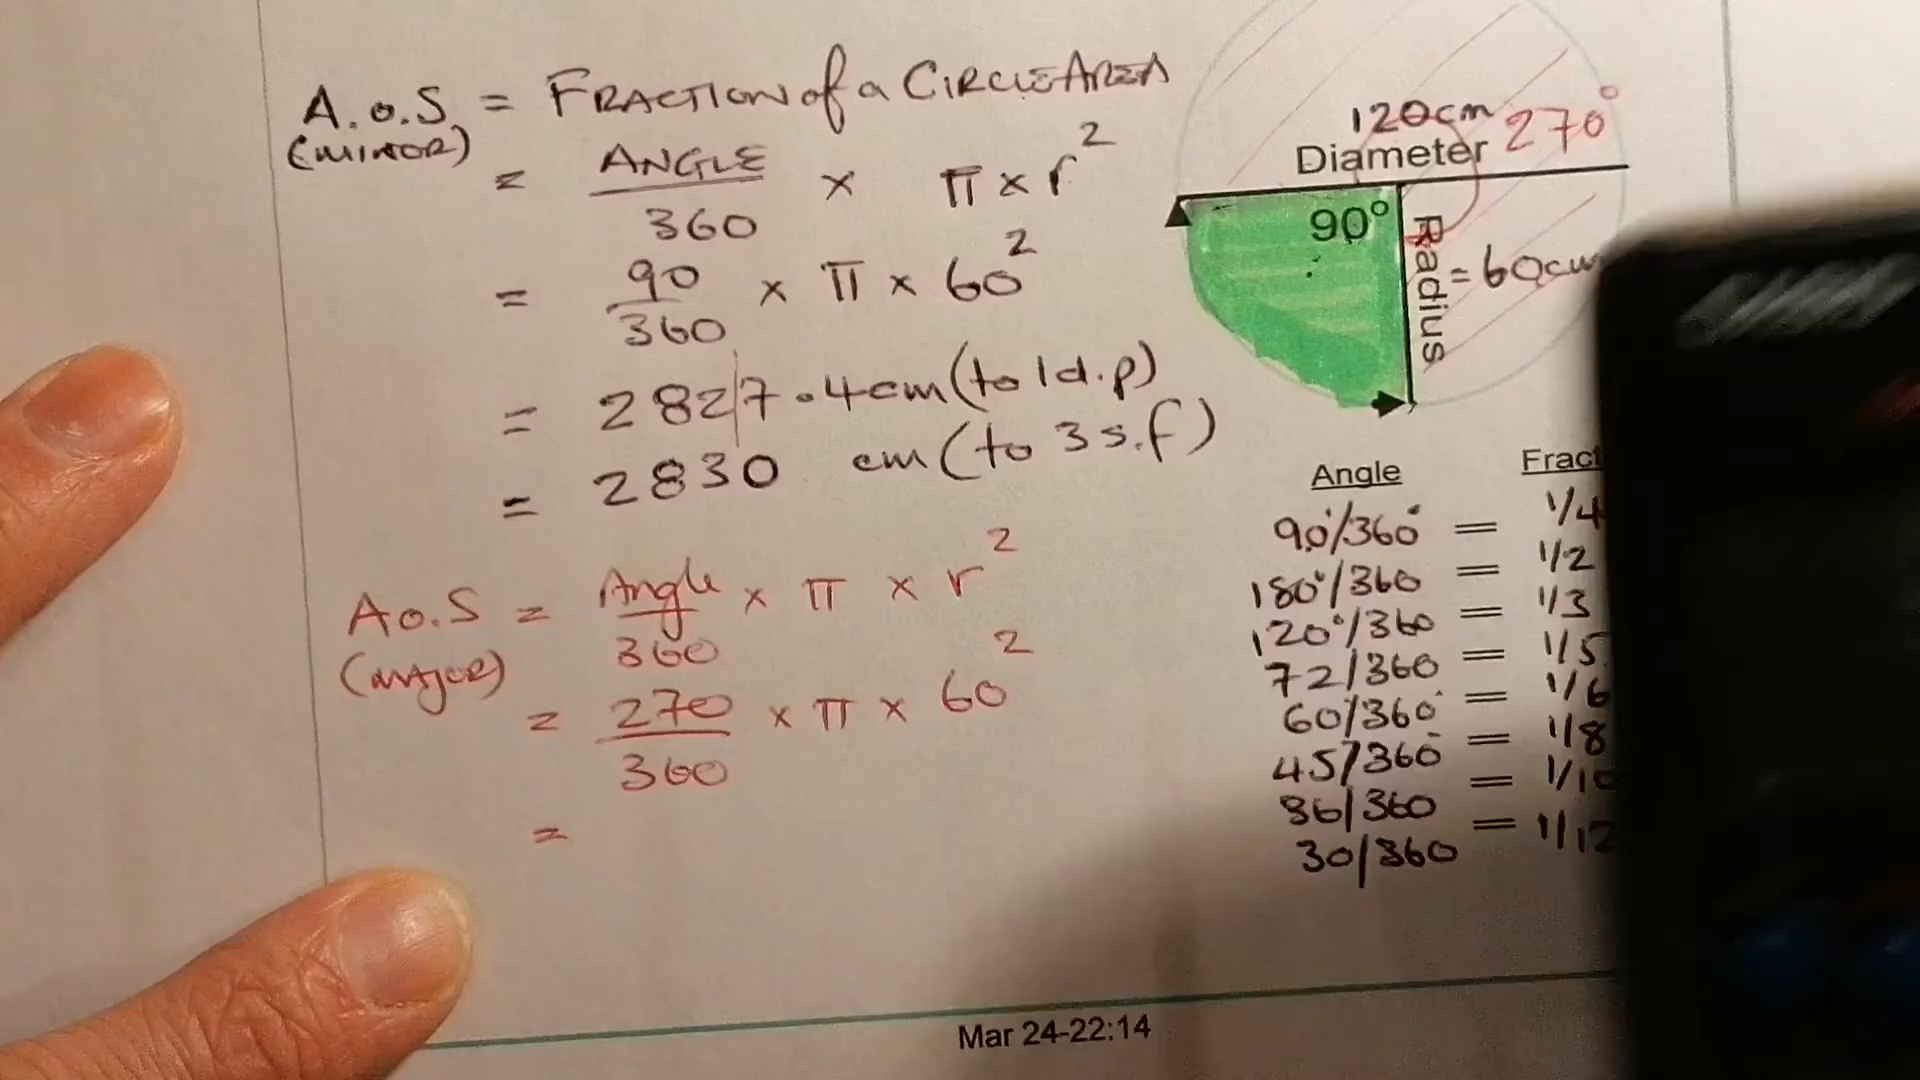 A.o.S = FRACTION of a CIRCLE AREA
(MINOR)
= ANGLE/360 × π × r²
= 90/360 × π × 60²
= 2827.4cm (to 1d.p)
= 2830 cm (to 3 s.f)
Ao.S = Angle/360 × π × r²
(MAJOR)
= 270/360 × π × 60²
=
120cm
Diameter 270°
90°
Radius
= 60cm
Angle
90°/360° = 1/4
180°/360 = 1/2
120°/360 = 1/3
72/360 = 1/5
60/360° = 1/6
45/360° = 1/8
36/360 = 1/10
30/360 = 1/12
Mar 24-22:14